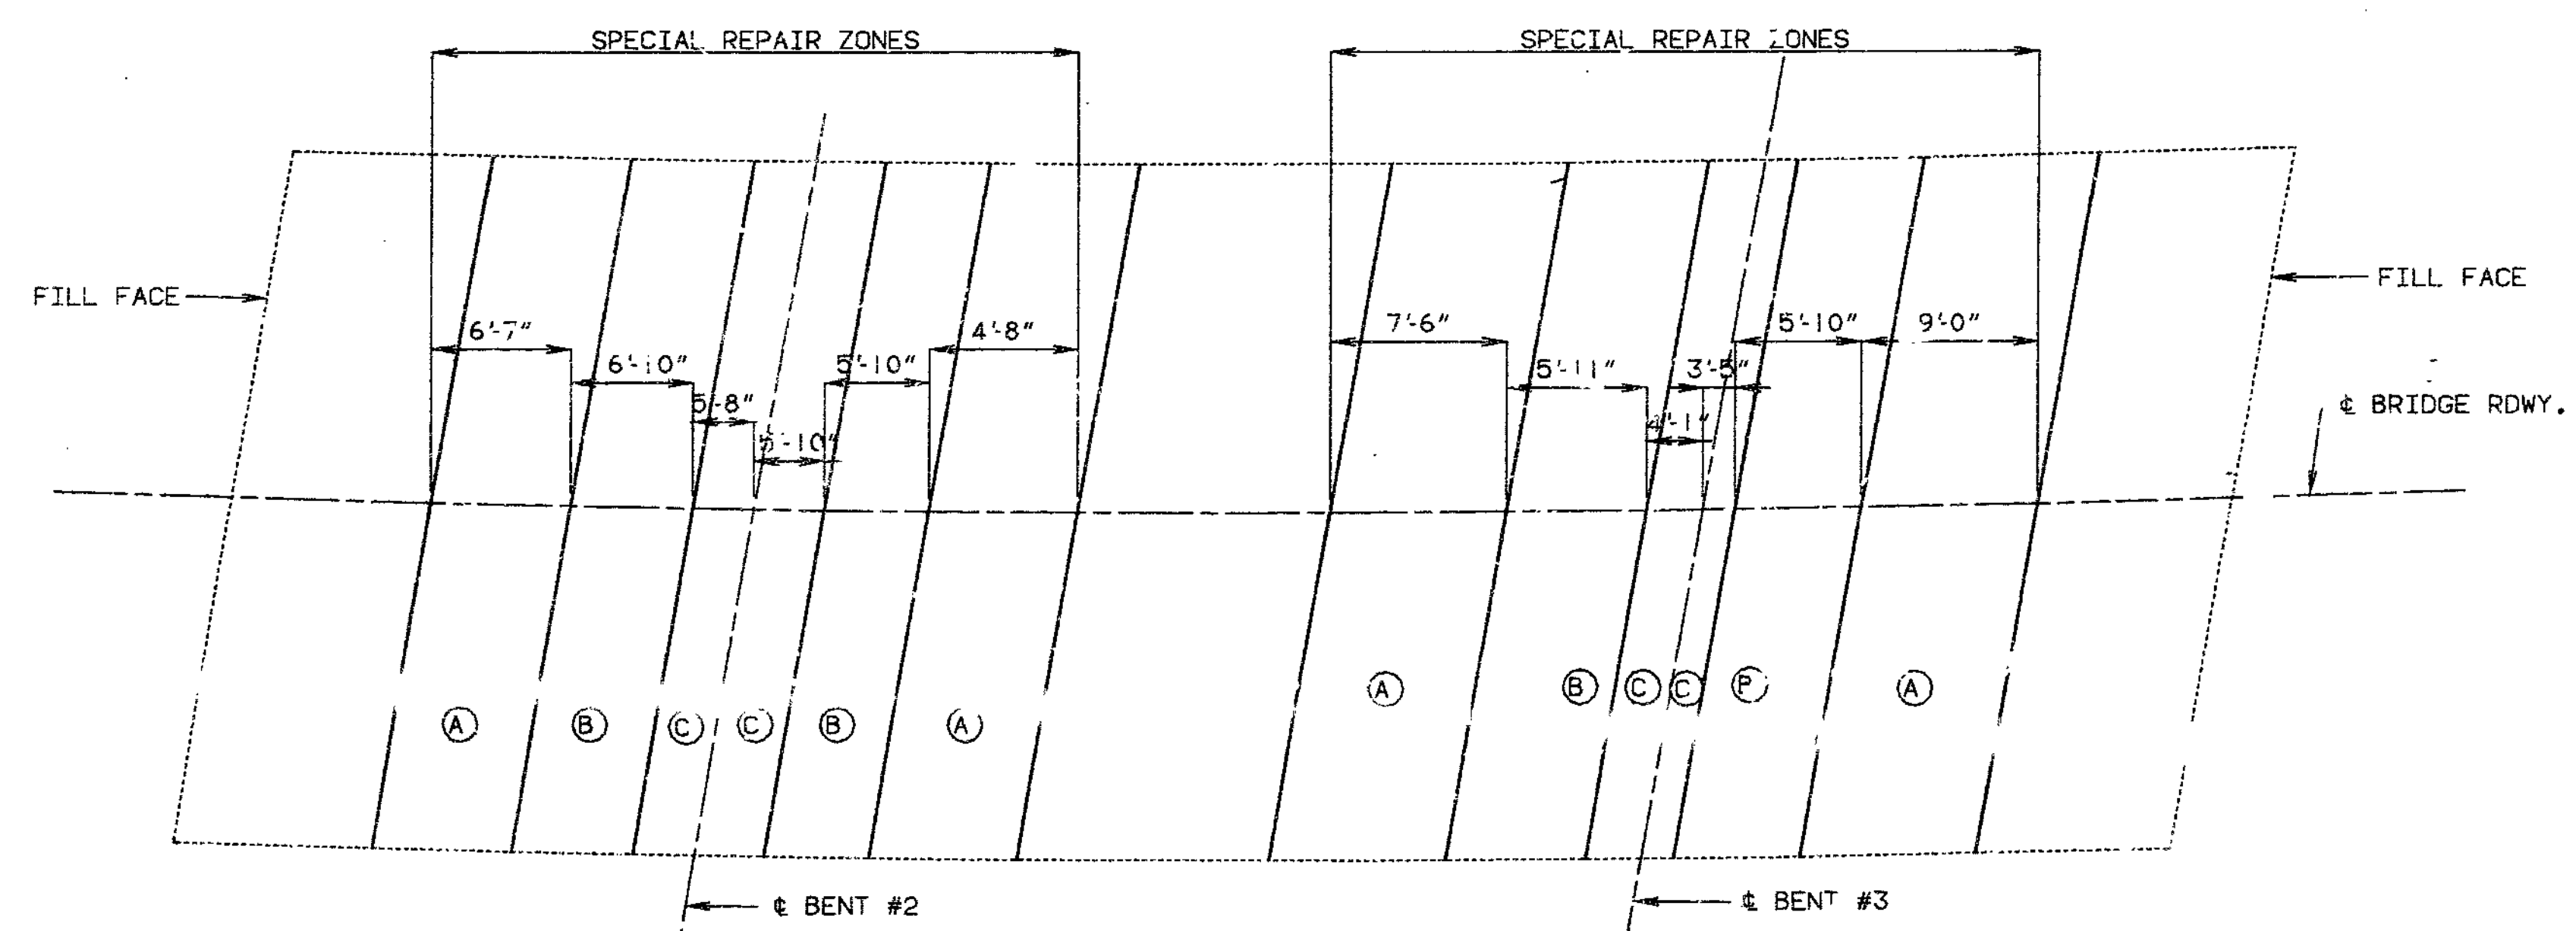 SPECIAL REPAIR ZONES
SPECIAL REPAIR ZONES
FILL FACE
FILL FACE
6'-7"
4'-8"
7'-6"
5'-10"
9'-0"
6'-10"
5'-10"
5'-11"
3'-5"
5'-8"
5'-10"
4'-1"
℄ BRIDGE RDWY.
A
B
C
C
B
A
A
B
C
C
A
℄ BENT #2
℄ BENT #3